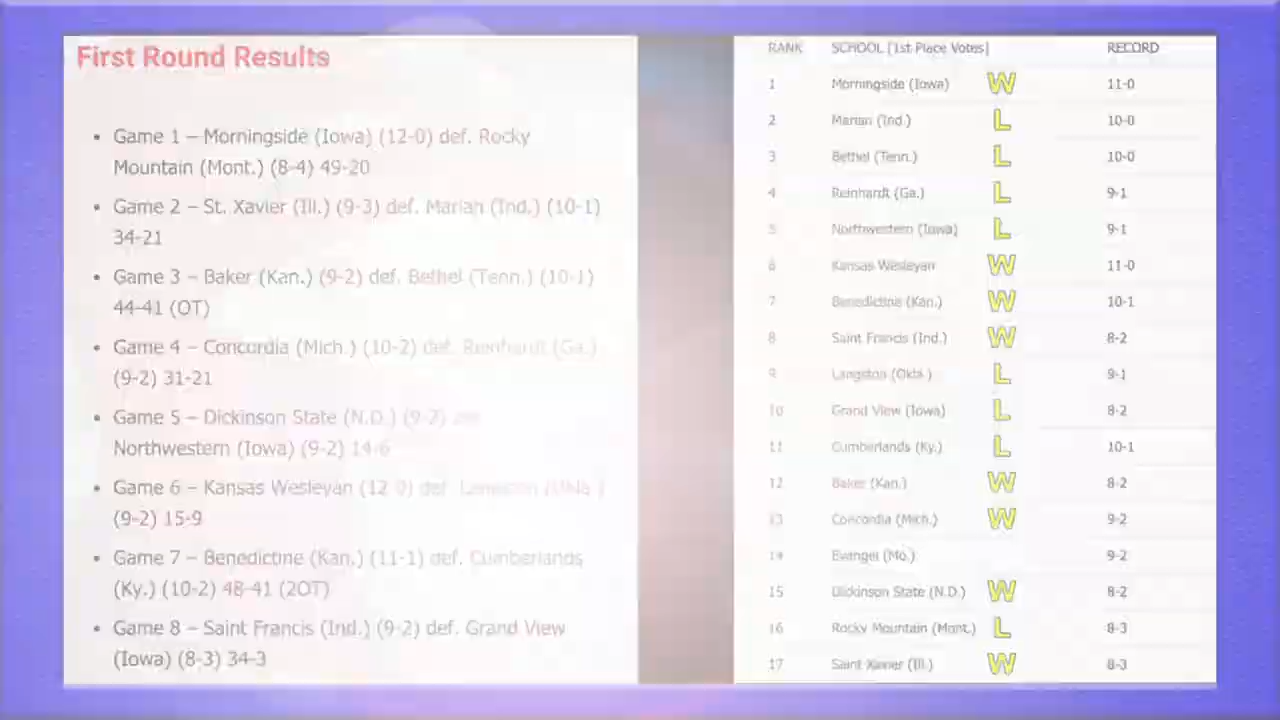 First Round Results
• Game 1 – Morningside (Iowa) (12-0) def. Rocky
Mountain (Mont.) (8-4) 49-20
• Game 2 – St. Xavier (Ill.) (9-3) def. Marian (Ind.) (10-1)
34-21
• Game 3 – Baker (Kan.) (9-2) def. Bethel (Tenn.) (10-1)
44-41 (OT)
• Game 4 – Concordia (Mich.) (10-2) def. Reinhardt (Ga.)
(9-2) 31-21
• Game 5 – Dickinson State (N.D.) (9-2) def.
Northwestern (Iowa) (9-2) 14-6
• Game 6 – Kansas Wesleyan (12-0) def. Langston (Okla.)
(9-2) 15-9
• Game 7 – Benedictine (Kan.) (11-1) def. Cumberlands
(Ky.) (10-2) 48-41 (2OT)
• Game 8 – Saint Francis (Ind.) (9-2) def. Grand View
(Iowa) (8-3) 34-3
RANK SCHOOL [1st Place Votes] RECORD
1 Morningside (Iowa) W 11-0
2 Marian (Ind.) L 10-0
3 Bethel (Tenn.) L 10-0
4 Reinhardt (Ga.) L 9-1
5 Northwestern (Iowa) L 9-1
6 Kansas Wesleyan W 11-0
7 Benedictine (Kan.) W 10-1
8 Saint Francis (Ind.) W 8-2
9 Langston (Okla.) L 9-1
10 Grand View (Iowa) L 8-2
11 Cumberlands (Ky.) L 10-1
12 Baker (Kan.) W 8-2
13 Concordia (Mich.) W 9-2
14 Evangel (Mo.) 9-2
15 Dickinson State (N.D.) W 8-2
16 Rocky Mountain (Mont.) L 8-3
17 Saint Xavier (Ill.) W 8-3